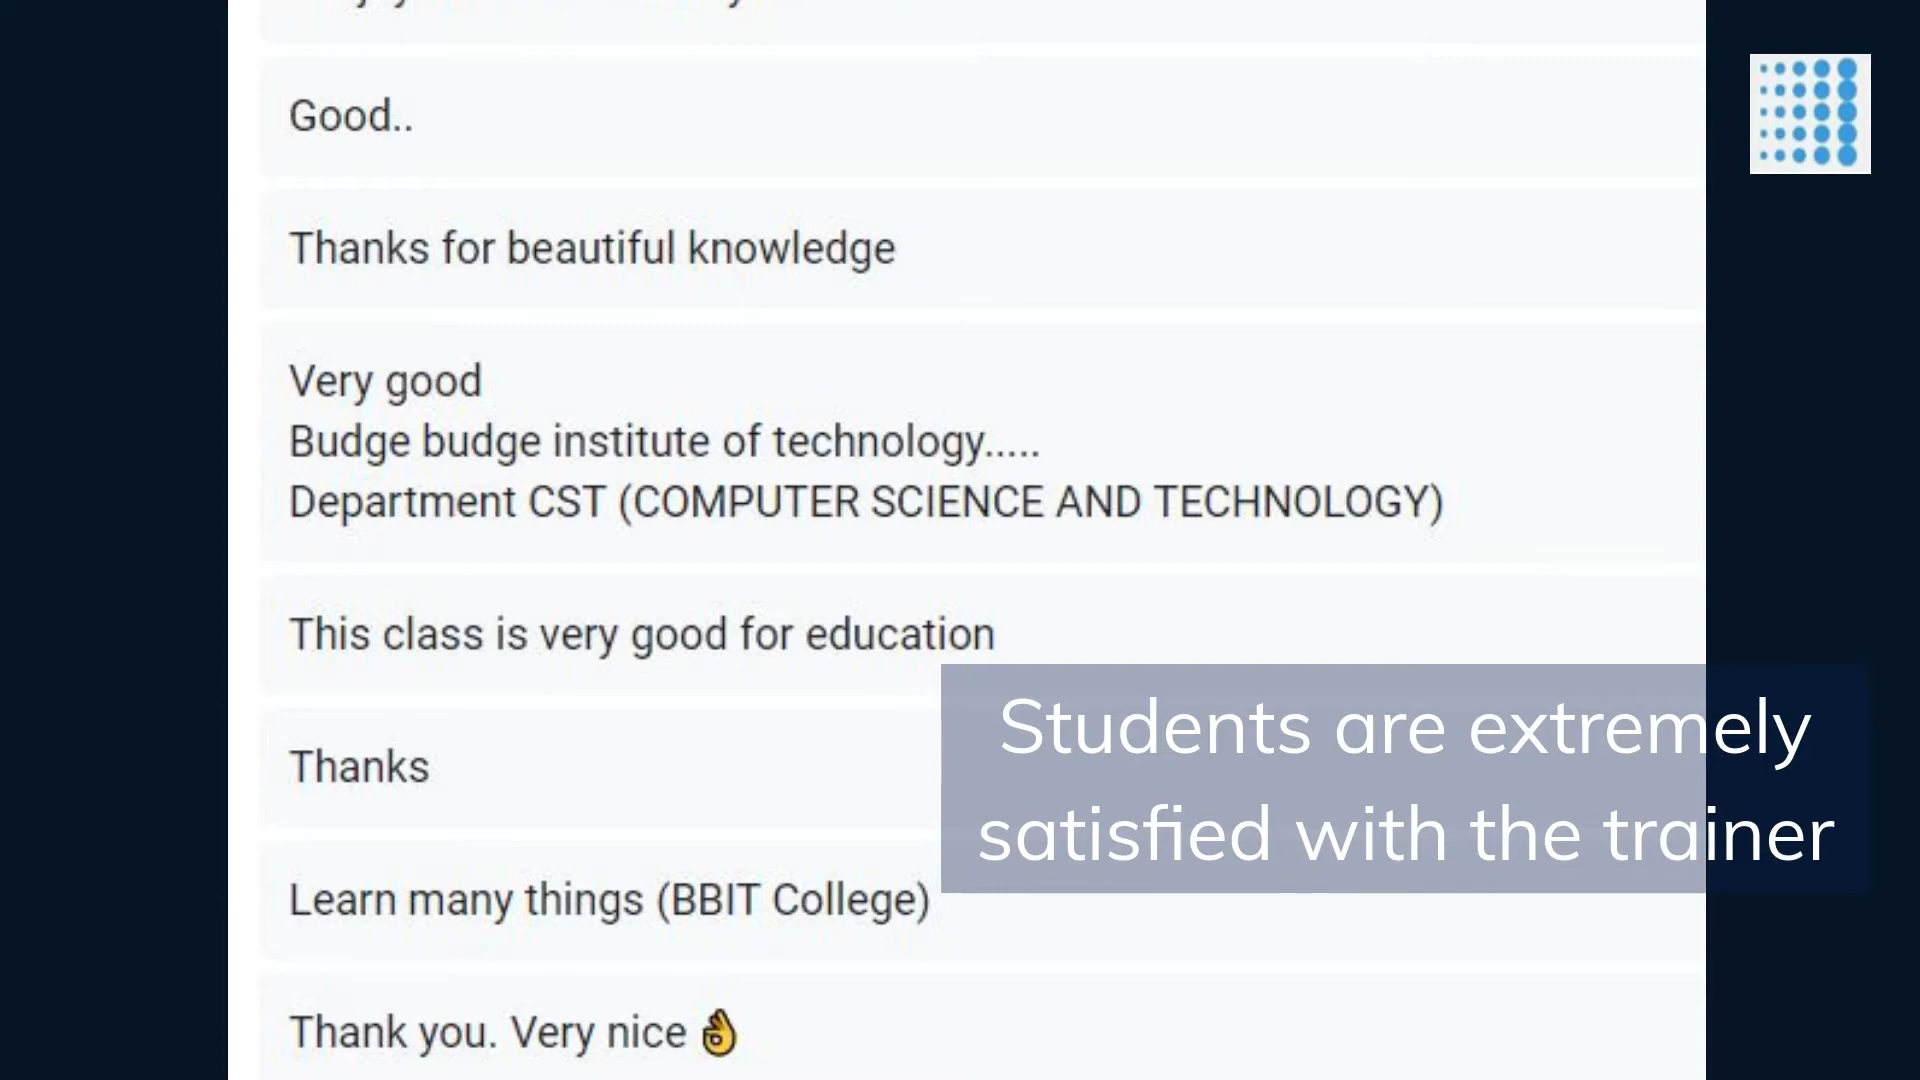 Good..
Thanks for beautiful knowledge
Very good
Budge budge institute of technology.....
Department CST (COMPUTER SCIENCE AND TECHNOLOGY)
This class is very good for education
Thanks
Learn many things (BBIT College)
Thank you. Very nice 👌
Students are extremely
satisfied with the trainer